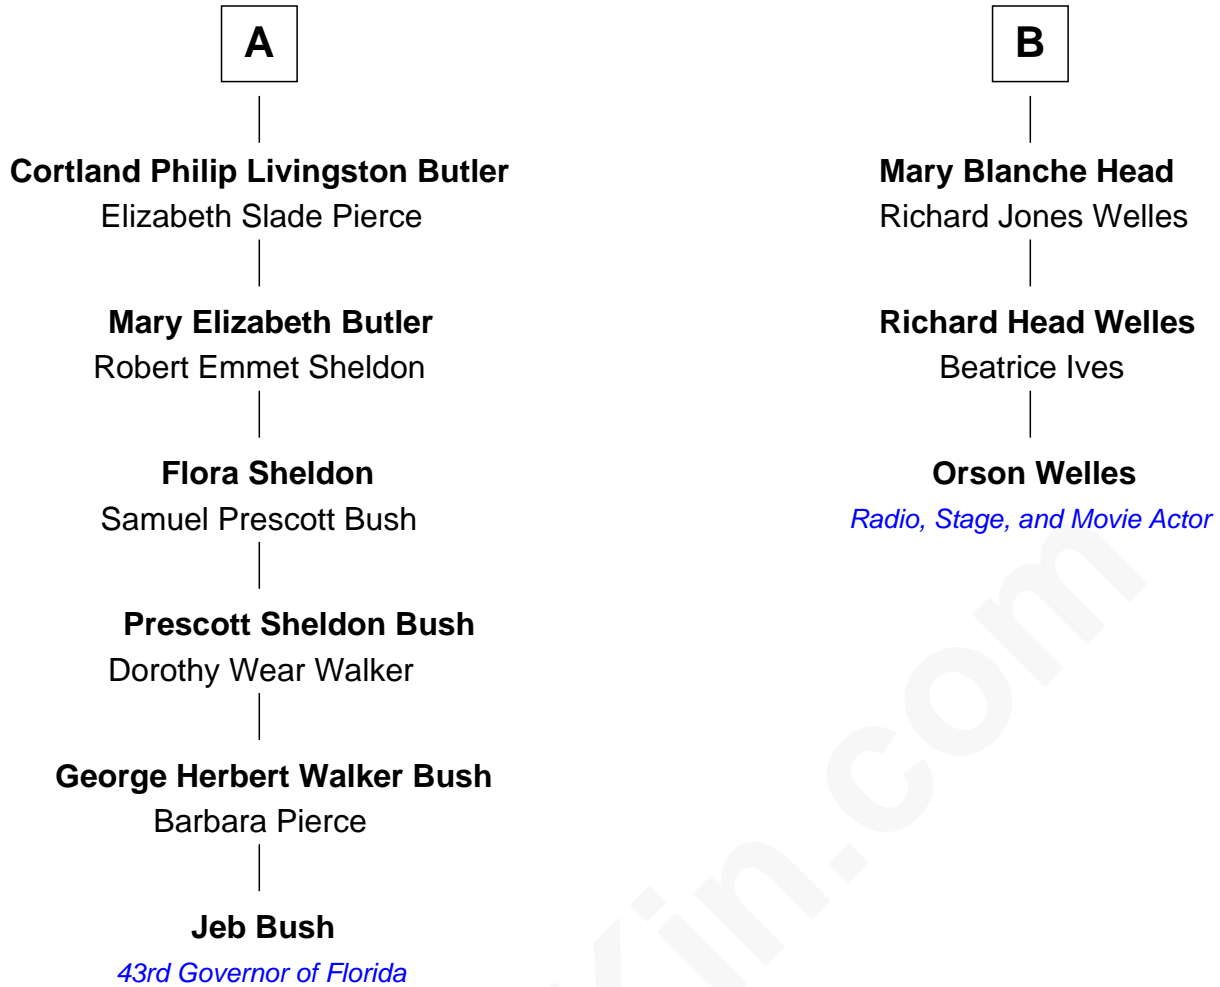 A
Cortland Philip Livingston Butler
Elizabeth Slade Pierce
Mary Elizabeth Butler
Robert Emmet Sheldon
Flora Sheldon
Samuel Prescott Bush
Prescott Sheldon Bush
Dorothy Wear Walker
George Herbert Walker Bush
Barbara Pierce
Jeb Bush
43rd Governor of Florida
B
Mary Blanche Head
Richard Jones Welles
Richard Head Welles
Beatrice Ives
Orson Welles
Radio, Stage, and Movie Actor
Kin.com